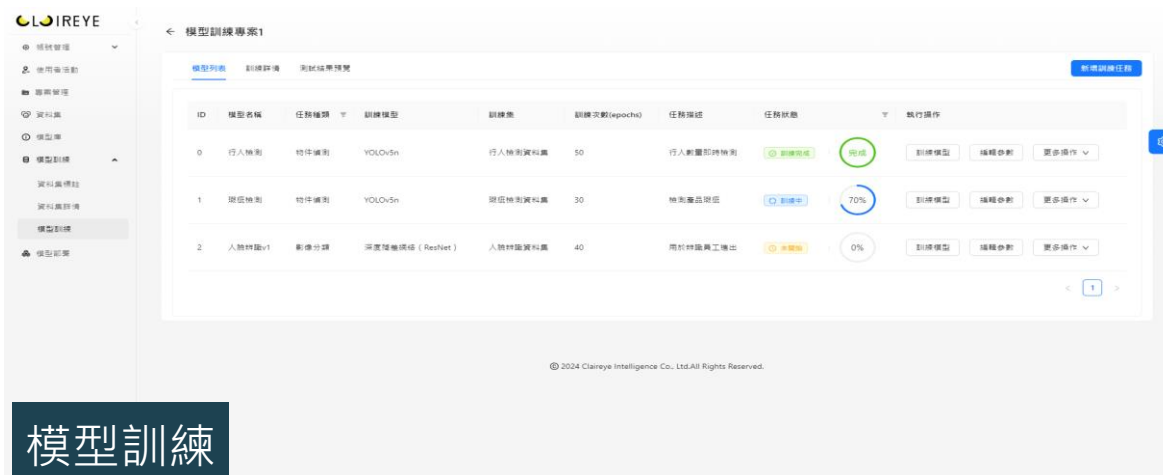 CLOIREYE
← 模型訓練專案1
帳號管理
使用者活動
專案管理
資料集
模型庫
模型訓練
資料集標註
資料集詳情
模型訓練
模型部署
模型列表 訓練詳情 測試結果預覽 新增訓練任務
ID 模型名稱 任務種類 訓練模型 訓練集 訓練次數(epochs) 任務描述 任務狀態 執行操作
0 行人檢測 物件偵測 YOLOv5n 行人檢測資料集 50 行人數量即時檢測 訓練完成 完成 訓練模型 編輯參數 更多操作
1 瑕疵檢測 物件偵測 YOLOv5n 瑕疵檢測資料集 30 檢測產品瑕疵 訓練中 70% 訓練模型 編輯參數 更多操作
2 人臉辨識v1 影像分類 深度殘差網絡（ResNet） 人臉辨識資料集 40 用於辨識員工進出 未開始 0% 訓練模型 編輯參數 更多操作
< 1 >
© 2024 Claireye Intelligence Co., Ltd.All Rights Reserved.
模型訓練